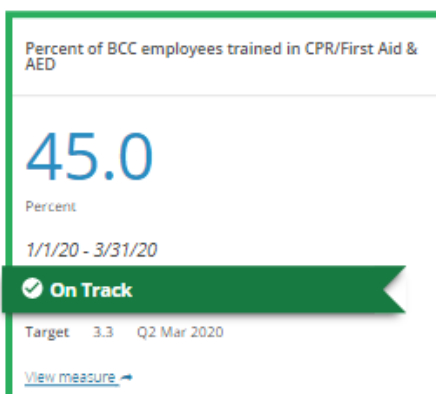 Percent of BCC employees trained in CPR/First Aid &
AED
45.0
Percent
1/1/20 - 3/31/20
On Track
Target 3.3 Q2 Mar 2020
View measure